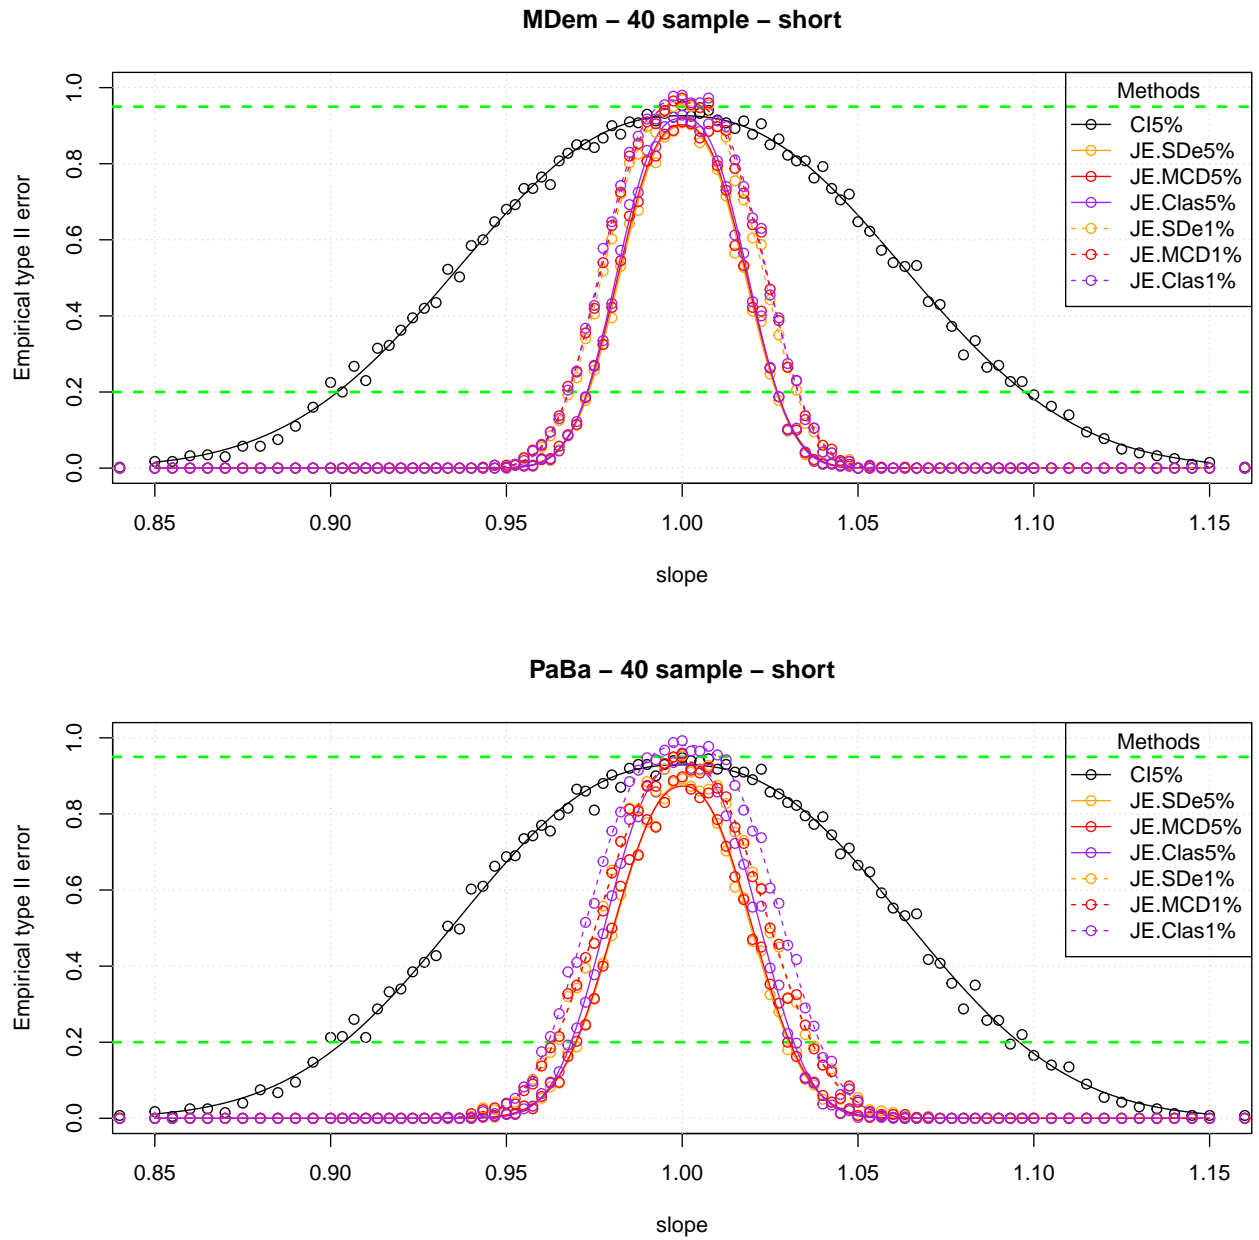 MDem – 40 sample – short
Empirical type II error
1.0
0.8
0.6
0.4
0.2
0.0
Methods
CI5%
JE.SDe5%
JE.MCD5%
JE.Clas5%
JE.SDe1%
JE.MCD1%
JE.Clas1%
0.85 0.90 0.95 1.00 1.05 1.10 1.15
slope
PaBa – 40 sample – short
Empirical type II error
1.0
0.8
0.6
0.4
0.2
0.0
Methods
CI5%
JE.SDe5%
JE.MCD5%
JE.Clas5%
JE.SDe1%
JE.MCD1%
JE.Clas1%
0.85 0.90 0.95 1.00 1.05 1.10 1.15
slope